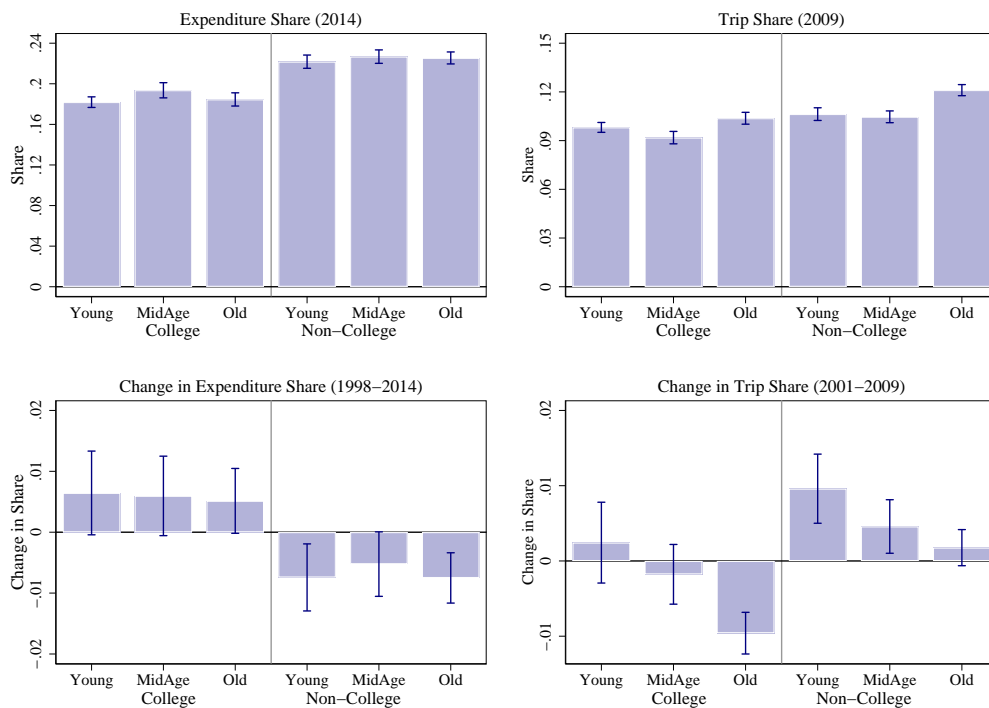 Expenditure Share (2014)
Share
.24
.2
.16
.12
.08
.04
0
Young MidAge Old Young MidAge Old
College Non−College
Trip Share (2009)
Share
.15
.12
.09
.06
.03
0
Young MidAge Old Young MidAge Old
College Non−College
Change in Expenditure Share (1998−2014)
Change in Share
.02
.01
0
−.01
−.02
Young MidAge Old Young MidAge Old
College Non−College
Change in Trip Share (2001−2009)
Change in Share
.02
.01
0
−.01
Young MidAge Old Young MidAge Old
College Non−College